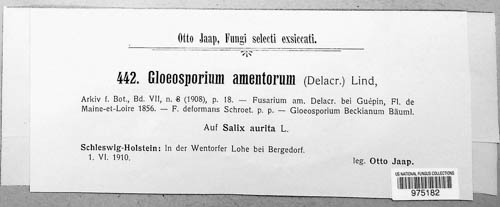 Otto Jaap, Fungi selecti exsiccati.
442. Gloeosporium amentorum (Delacr.) Lind,
Arkiv f. Bot., Bd. VII, n. 8 (1908), p. 18. — Fusarium am. Delacr. bei Guépin, Fl. de
Maine-et-Loire 1856. — F. deformans Schroet. p. p. — Gloeosporium Beckianum Bäuml.
Auf Salix aurita L.
Schleswig-Holstein: In der Wentorfer Lohe bei Bergedorf.
1. VI. 1910.
leg. Otto Jaap.
US NATIONAL FUNGUS COLLECTIONS
975182